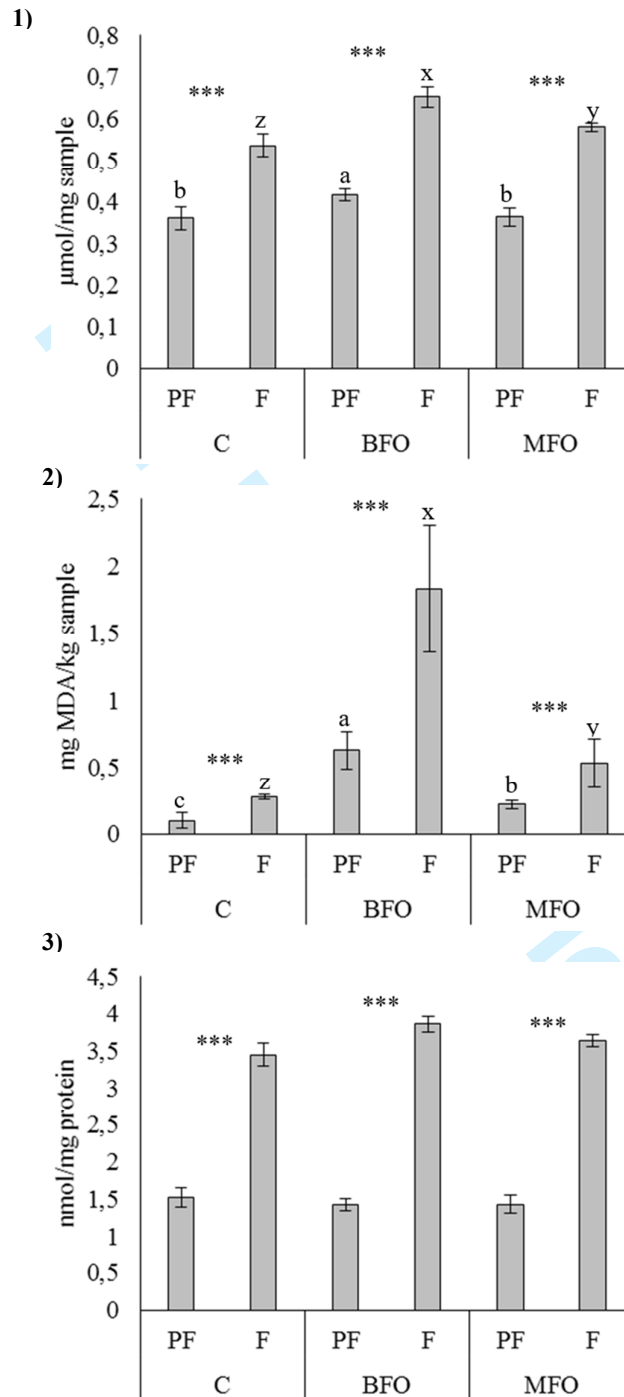 1)
0,8
0,7
0,6
0,5
0,4
0,3
0,2
0,1
0
µmol/mg sample
*** *** ***
b z a x b y
PF F PF F PF F
C BFO MFO
2)
2,5
2
1,5
1
0,5
0
mg MDA/kg sample
*** *** ***
c z a x b y
PF F PF F PF F
C BFO MFO
3)
4,5
4
3,5
3
2,5
2
1,5
1
0,5
0
nmol/mg protein
*** *** ***
PF F PF F PF F
C BFO MFO